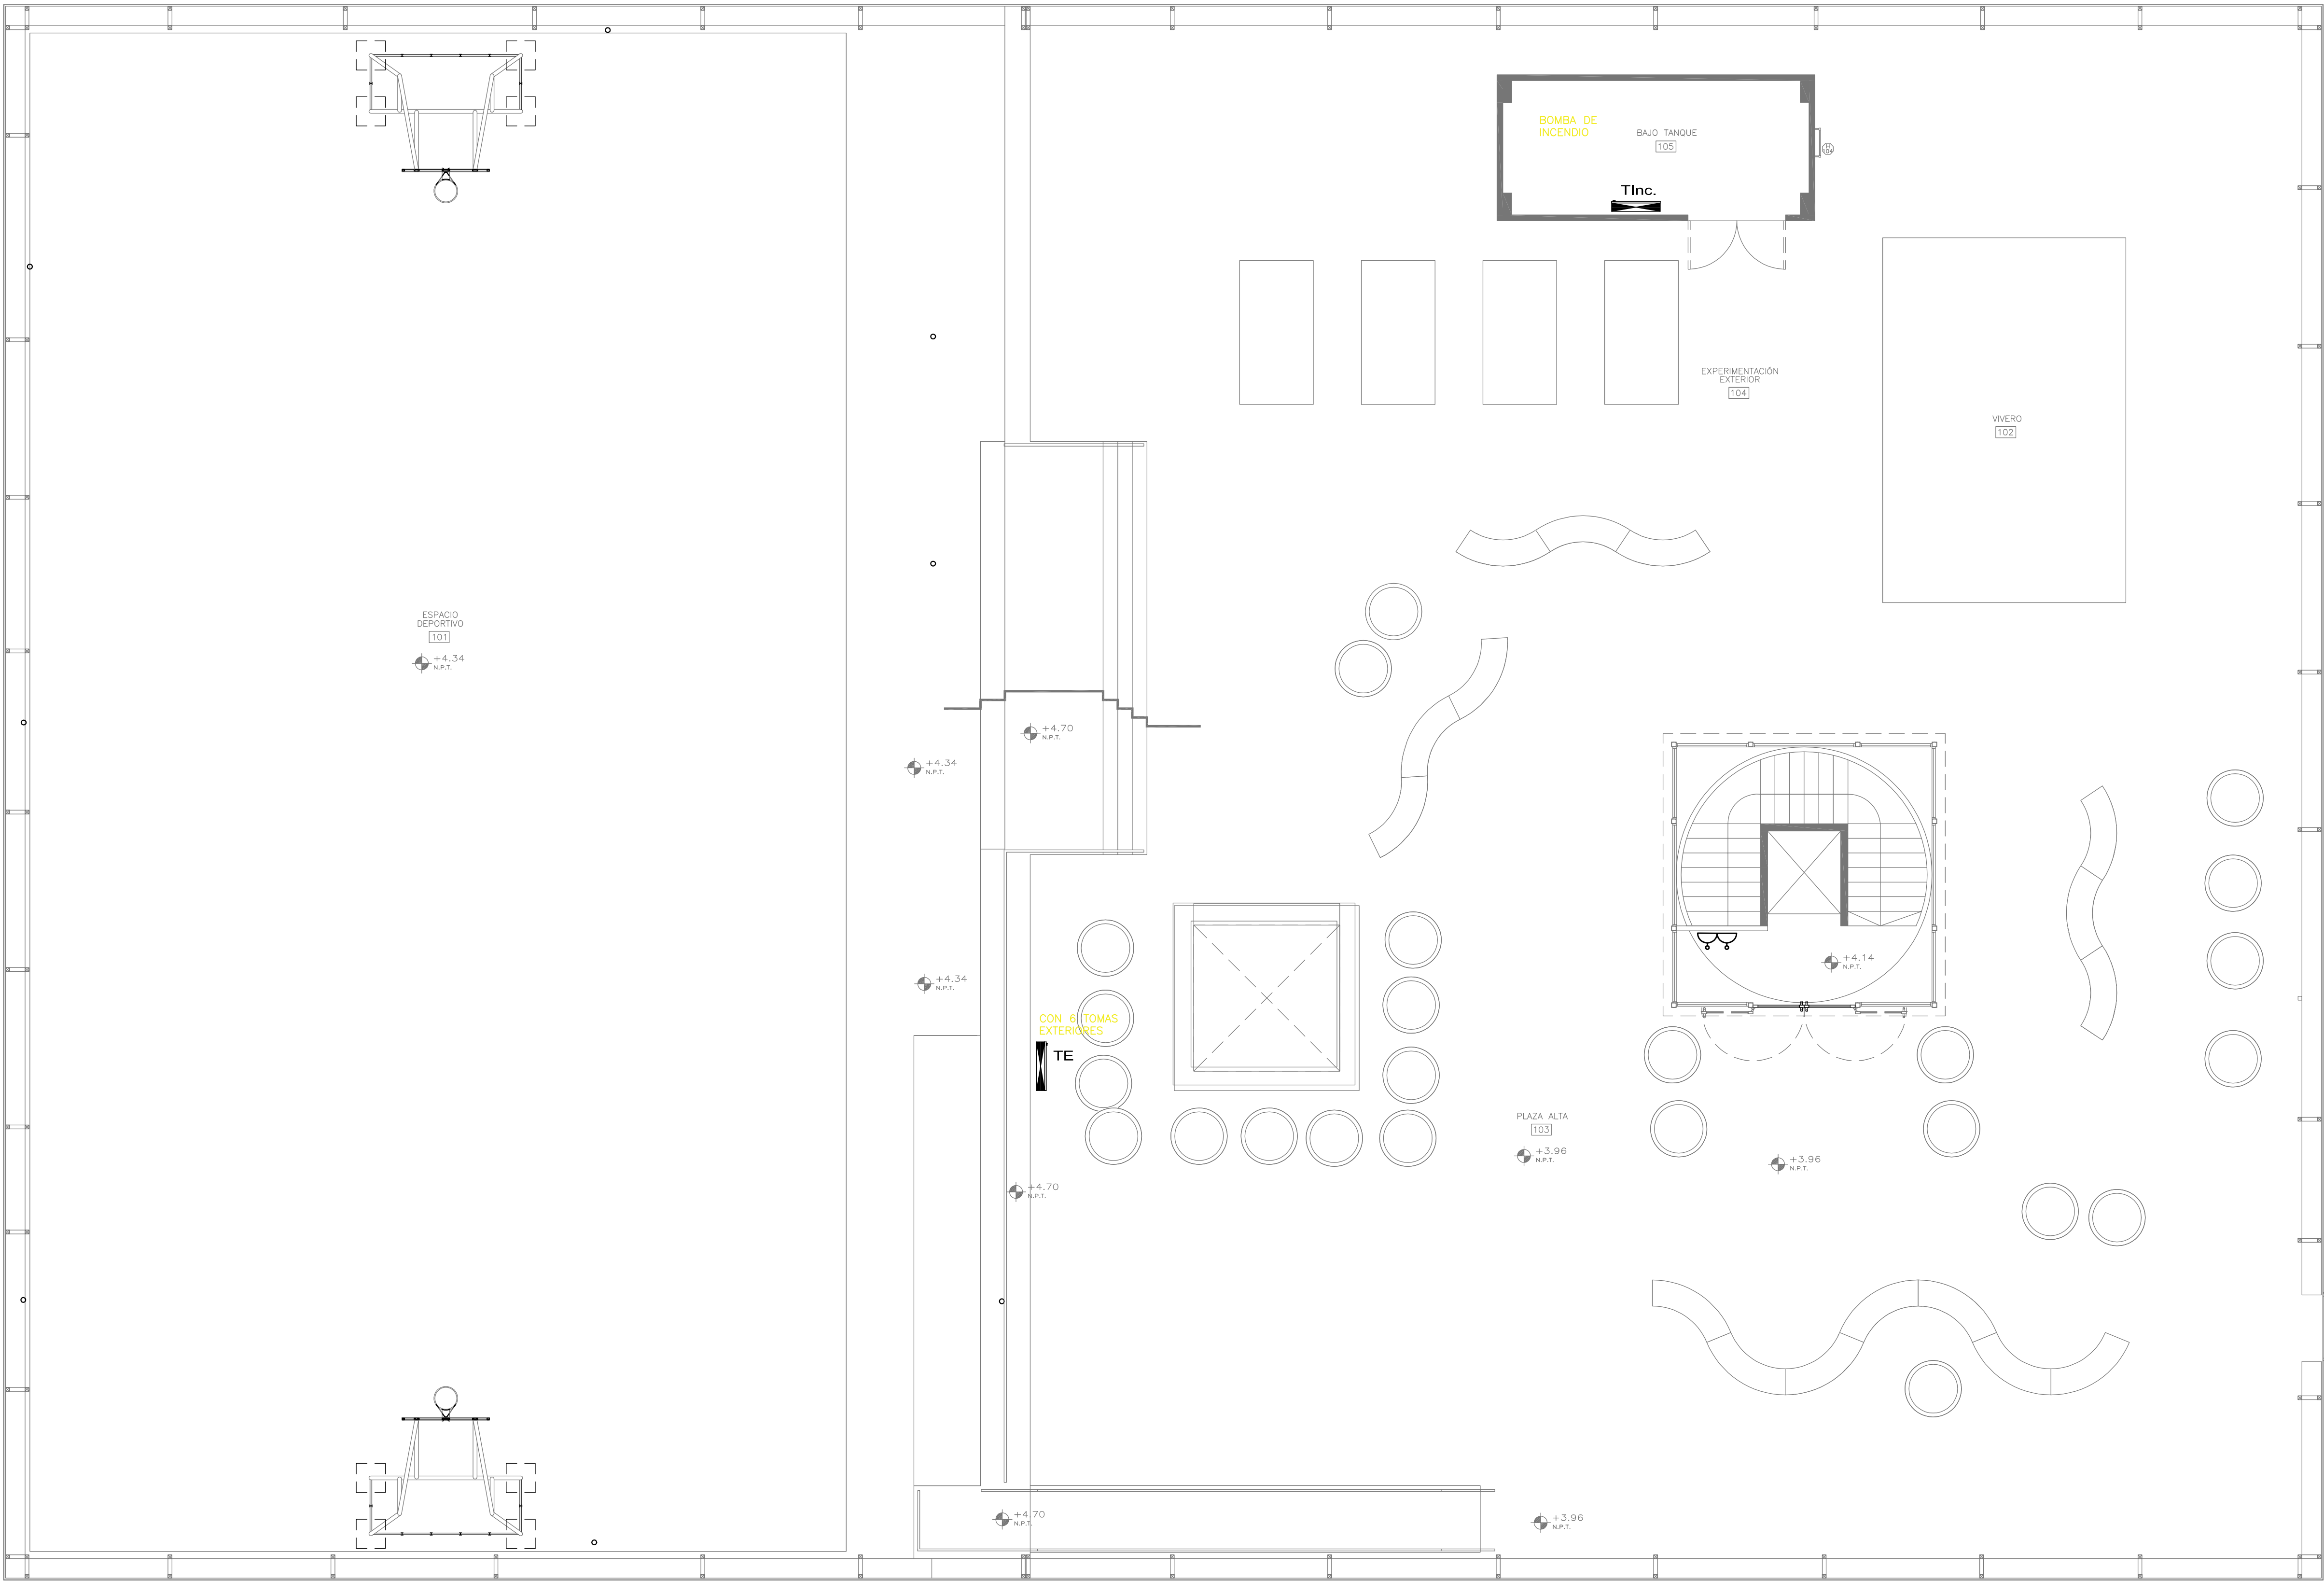 BOMBA DE
INCENDIO
BAJO TANQUE
105
H
104
TInc.
EXPERIMENTACIÓN
EXTERIOR
104
VIVERO
102
ESPACIO
DEPORTIVO
101
+4.34
N.P.T.
+4.70
N.P.T.
+4.34
N.P.T.
+4.34
N.P.T.
+4.14
N.P.T.
CON 6 TOMAS
EXTERIORES
TE
PLAZA ALTA
103
+3.96
N.P.T.
+3.96
N.P.T.
+4.70
N.P.T.
+4.70
N.P.T.
+3.96
N.P.T.